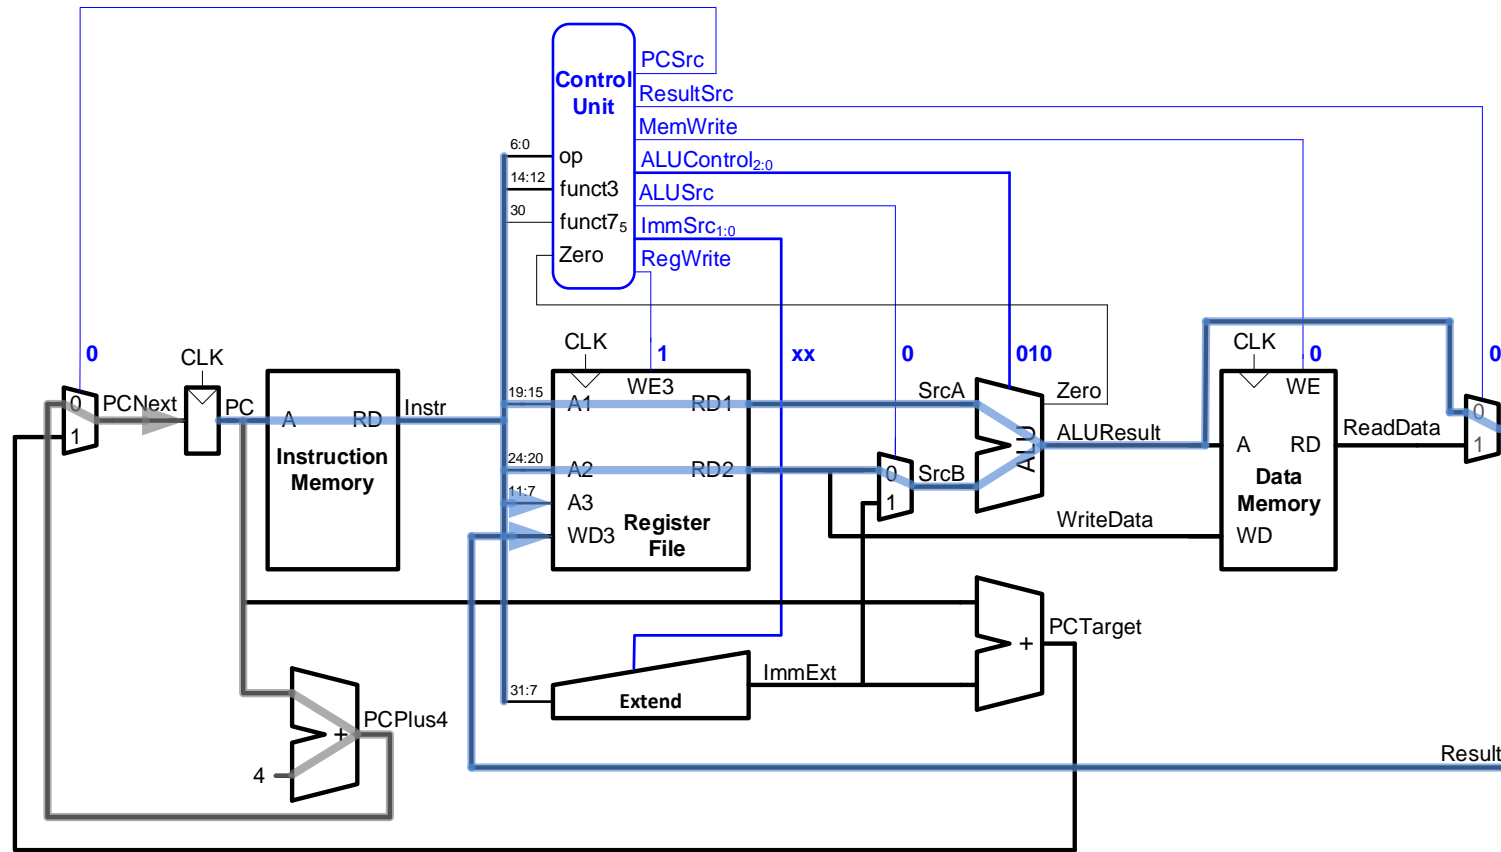 PCSrc
Control
Unit
ResultSrc
MemWrite
6:0
op
ALUControl2:0
14:12
funct3
ALUSrc
30
funct75
ImmSrc1:0
Zero
RegWrite
0
CLK
CLK
1
xx
0
010
CLK
0
0
WE3
WE
0
1
PCNext
PC
A
RD
Instr
19:15
A1
RD1
SrcA
Zero
0
1
Instruction
Memory
24:20
A2
RD2
0
1
SrcB
ALU
ALUResult
A
RD
ReadData
Data
Memory
11:7
A3
WD3
Register
File
WriteData
WD
PCTarget
+
ImmExt
31:7
Extend
PCPlus4
+
4
Result